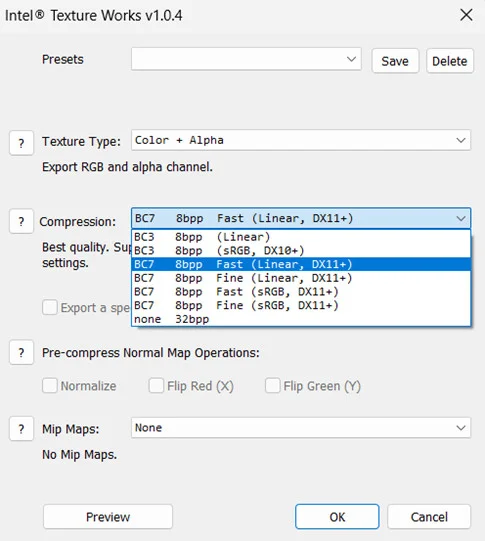 Intel® Texture Works v1.0.4
Presets
Save
Delete
?
Texture Type:
Color + Alpha
Export RGB and alpha channel.
?
Compression:
BC7 8bpp Fast (Linear, DX11+)
BC3 8bpp (Linear)
BC3 8bpp (sRGB, DX10+)
BC7 8bpp Fast (Linear, DX11+)
BC7 8bpp Fine (Linear, DX11+)
BC7 8bpp Fast (sRGB, DX11+)
BC7 8bpp Fine (sRGB, DX11+)
none 32bpp
Best quality.
settings.
Export a
?
Pre-compress Normal Map Operations:
Normalize
Flip Red (X)
Flip Green (Y)
?
Mip Maps:
None
No Mip Maps.
Preview
OK
Cancel